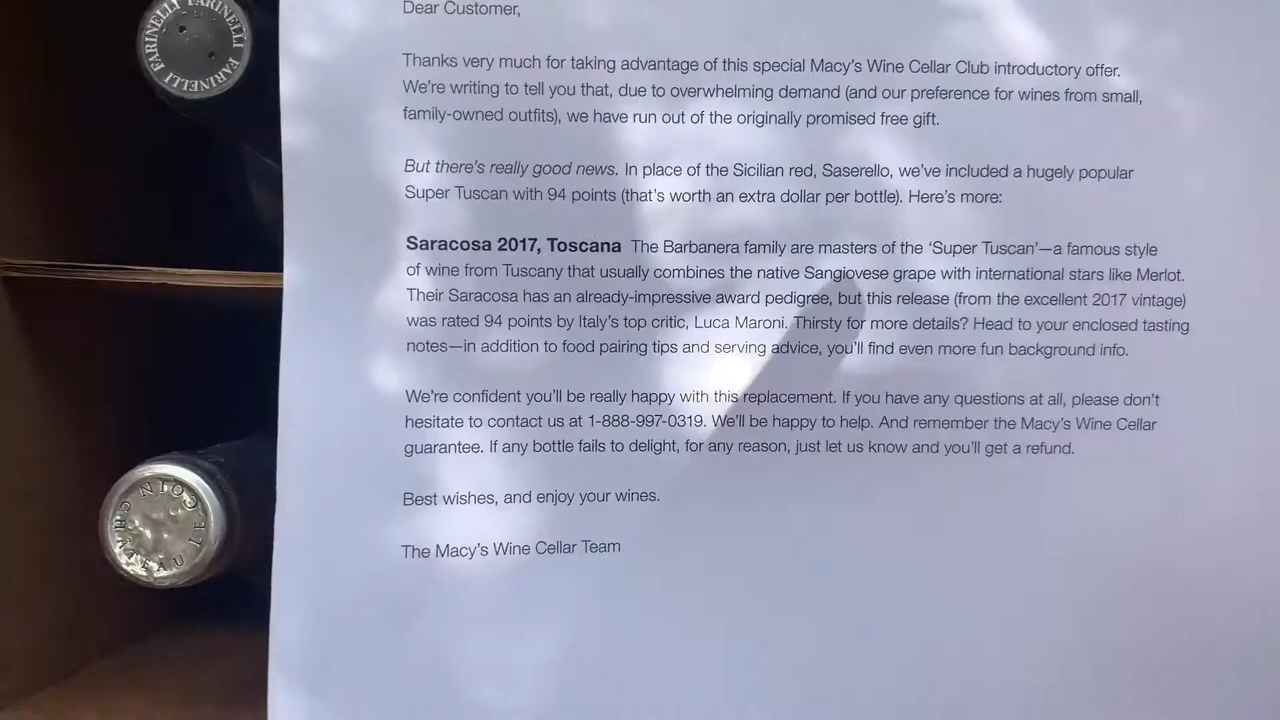 FARINELLI FARINELLI FARINELLI
Dear Customer,
Thanks very much for taking advantage of this special Macy's Wine Cellar Club introductory offer.
We're writing to tell you that, due to overwhelming demand (and our preference for wines from small,
family-owned outfits), we have run out of the originally promised free gift.
But there's really good news. In place of the Sicilian red, Saserello, we've included a hugely popular
Super Tuscan with 94 points (that's worth an extra dollar per bottle). Here's more:
Saracosa 2017, Toscana The Barbanera family are masters of the 'Super Tuscan'—a famous style
of wine from Tuscany that usually combines the native Sangiovese grape with international stars like Merlot.
Their Saracosa has an already-impressive award pedigree, but this release (from the excellent 2017 vintage)
was rated 94 points by Italy's top critic, Luca Maroni. Thirsty for more details? Head to your enclosed tasting
notes—in addition to food pairing tips and serving advice, you'll find even more fun background info.
We're confident you'll be really happy with this replacement. If you have any questions at all, please don't
hesitate to contact us at 1-888-997-0319. We'll be happy to help. And remember the Macy's Wine Cellar
guarantee. If any bottle fails to delight, for any reason, just let us know and you'll get a refund.
Best wishes, and enjoy your wines.
The Macy's Wine Cellar Team
CHÂTEAU LE COIN